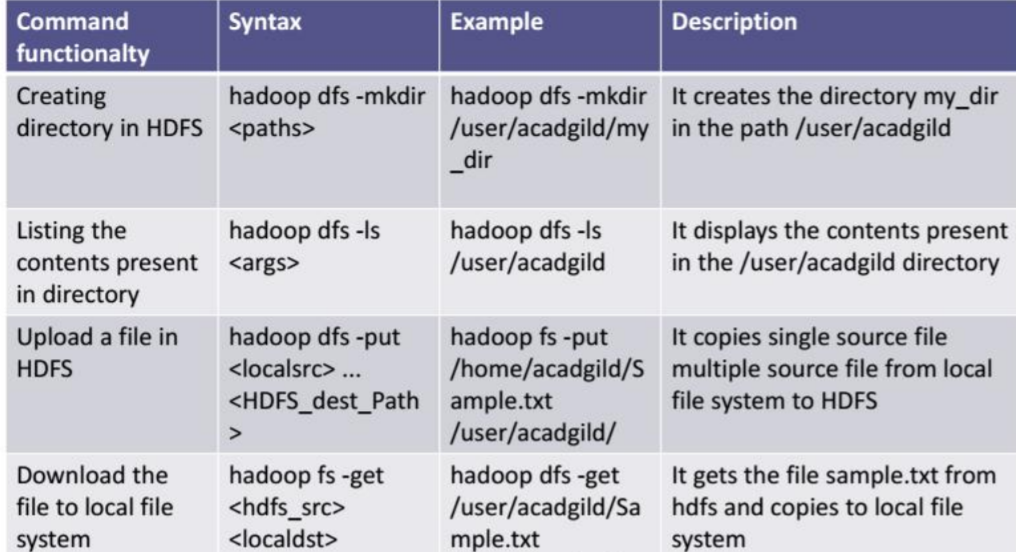 Command functionalty
Syntax
Example
Description
Creating
directory in HDFS
hadoop dfs -mkdir
<paths>
hadoop dfs -mkdir
/user/acadgild/my
_dir
It creates the directory my_dir
in the path /user/acadgild
Listing the
contents present
in directory
hadoop dfs -ls
<args>
hadoop dfs -ls
/user/acadgild
It displays the contents present
in the /user/acadgild directory
Upload a file in
HDFS
hadoop dfs -put
<localsrc> ...
<HDFS_dest_Path
>
hadoop fs -put
/home/acadgild/S
ample.txt
/user/acadgild/
It copies single source file
multiple source file from local
file system to HDFS
Download the
file to local file
system
hadoop fs -get
<hdfs_src>
<localdst>
hadoop dfs -get
/user/acadgild/Sa
mple.txt
It gets the file sample.txt from
hdfs and copies to local file
system